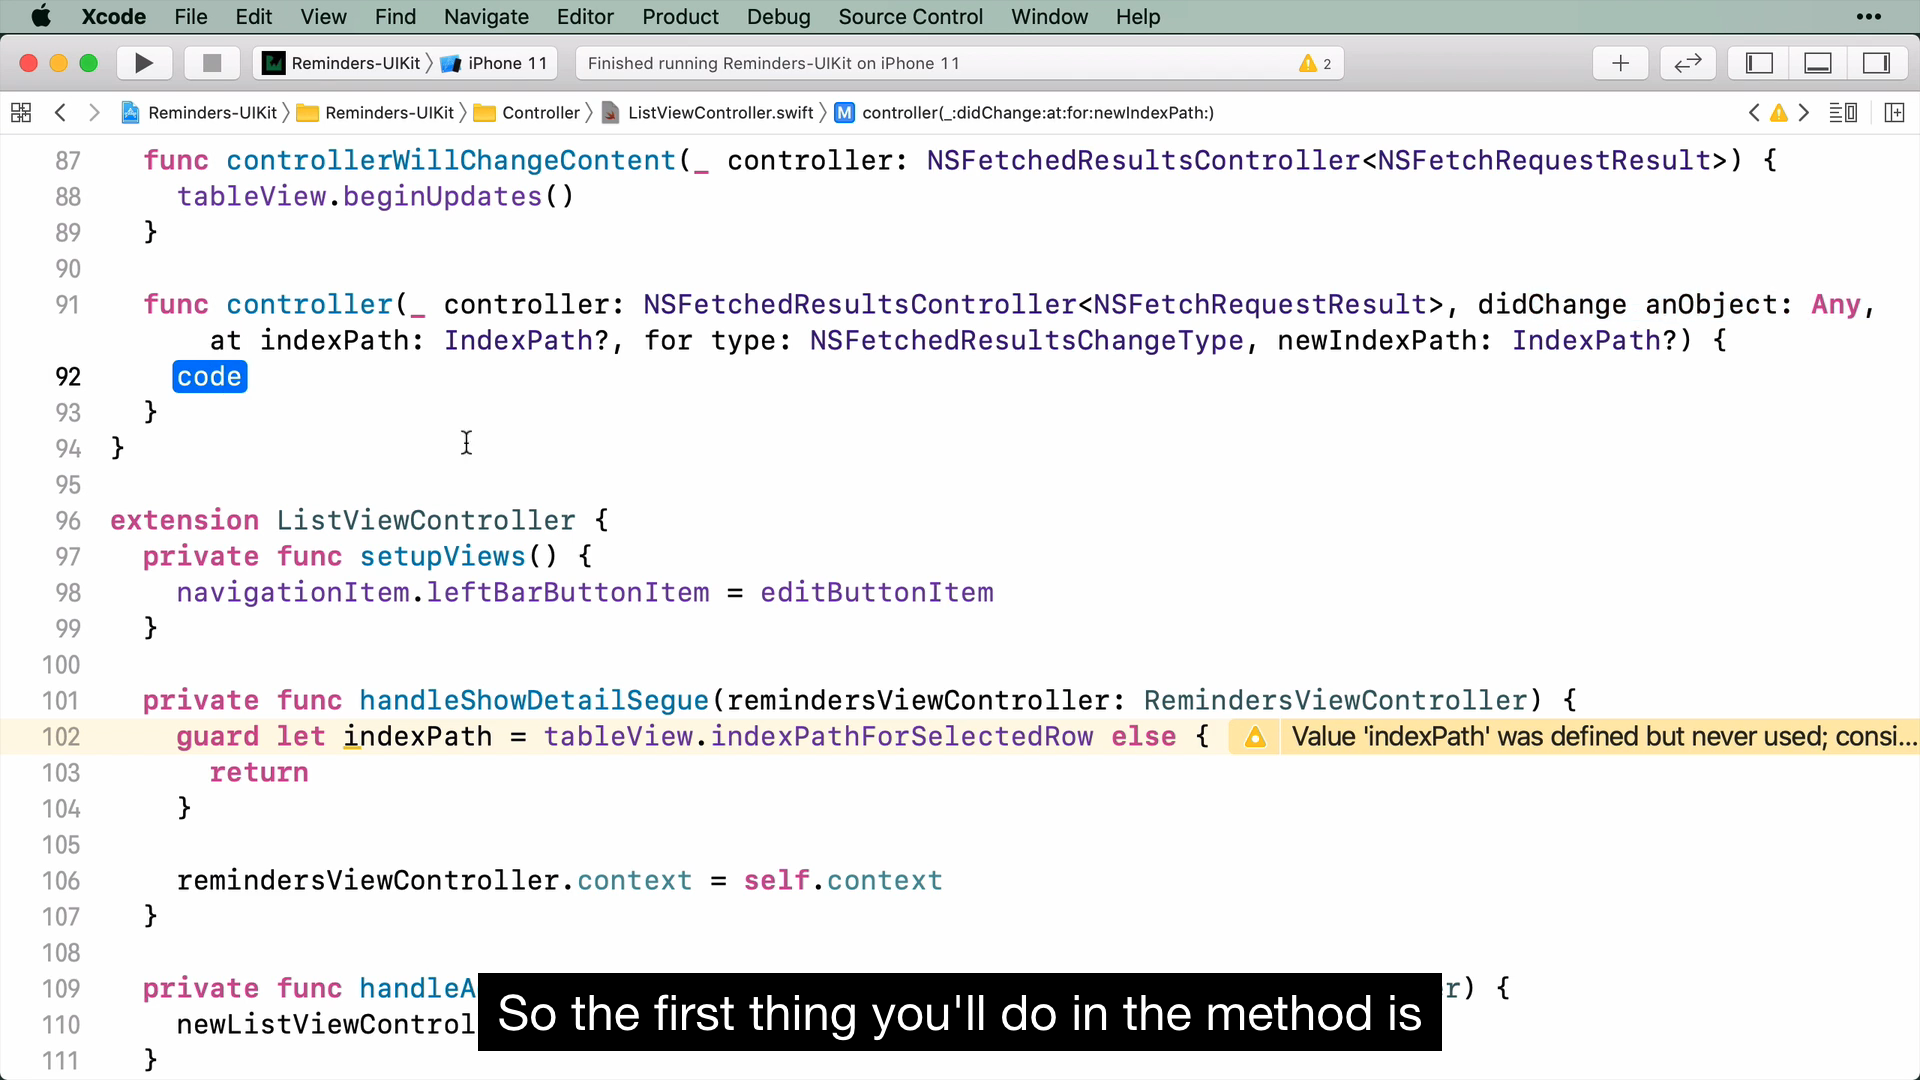 Xcode File Edit View Find Navigate Editor Product Debug Source Control Window Help
Reminders-UIKit 〉 iPhone 11 Finished running Reminders-UIKit on iPhone 11 2
Reminders-UIKit 〉 Reminders-UIKit 〉 Controller 〉 ListViewController.swift 〉 M controller(_:didChange:at:for:newIndexPath:)
87 func controllerWillChangeContent(_ controller: NSFetchedResultsController<NSFetchRequestResult>) {
88 tableView.beginUpdates()
89 }
90
91 func controller(_ controller: NSFetchedResultsController<NSFetchRequestResult>, didChange anObject: Any,
at indexPath: IndexPath?, for type: NSFetchedResultsChangeType, newIndexPath: IndexPath?) {
92 code
93 }
94 }
95
96 extension ListViewController {
97 private func setupViews() {
98 navigationItem.leftBarButtonItem = editButtonItem
99 }
100
101 private func handleShowDetailSegue(remindersViewController: RemindersViewController) {
102 guard let indexPath = tableView.indexPathForSelectedRow else { Value 'indexPath' was defined but never used; consi...
103 return
104 }
105
106 remindersViewController.context = self.context
107 }
108
109 private func handleA r) {
110 newListViewControl
111 }
So the first thing you'll do in the method is